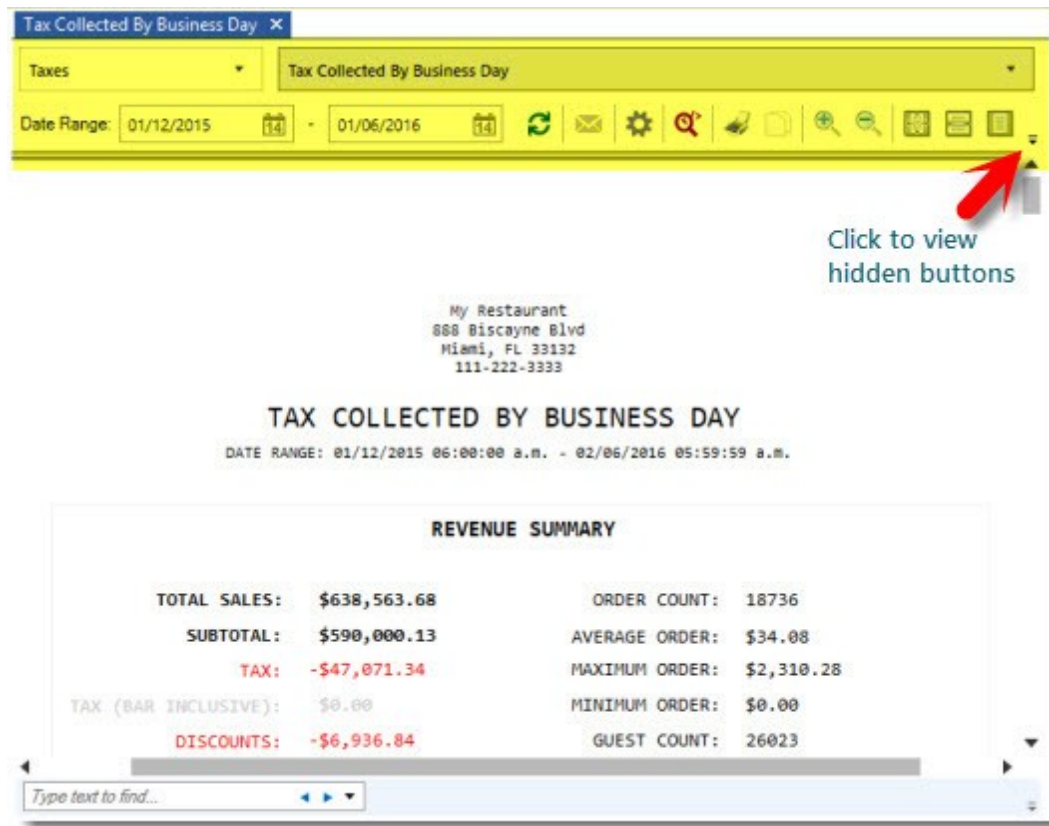 Tax Collected By Business Day ×
Taxes
Tax Collected By Business Day
Date Range: 01/12/2015 14 - 01/06/2016 14
Click to view
hidden buttons
My Restaurant
888 Biscayne Blvd
Miami, FL 33132
111-222-3333
TAX COLLECTED BY BUSINESS DAY
DATE RANGE: 01/12/2015 06:00:00 a.m. - 02/06/2016 05:59:59 a.m.
REVENUE SUMMARY
TOTAL SALES: $638,563.68 ORDER COUNT: 18736
SUBTOTAL: $590,000.13 AVERAGE ORDER: $34.08
TAX: -$47,071.34 MAXIMUM ORDER: $2,310.28
TAX (BAR INCLUSIVE): $0.00 MINIMUM ORDER: $0.00
DISCOUNTS: -$6,936.84 GUEST COUNT: 26023
Type text to find...